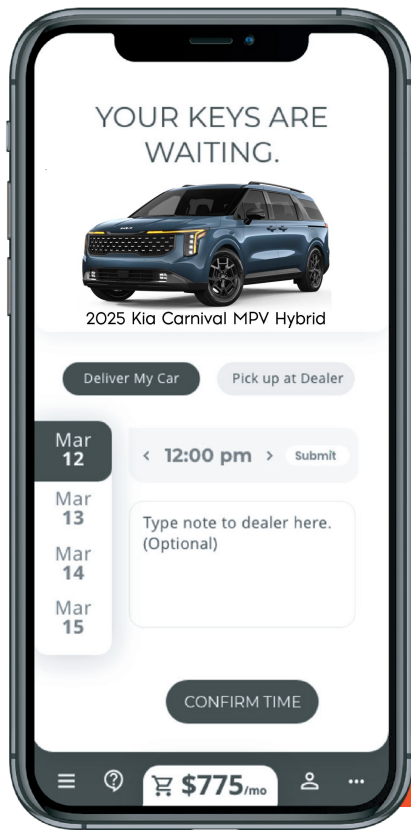 YOUR KEYS ARE
WAITING.
2025 Kia Carnival MPV Hybrid
Deliver My Car
Pick up at Dealer
Mar
12
< 12:00 pm >
Submit
Mar
13
Mar
14
Mar
15
Type note to dealer here.
(Optional)
CONFIRM TIME
$775/mo